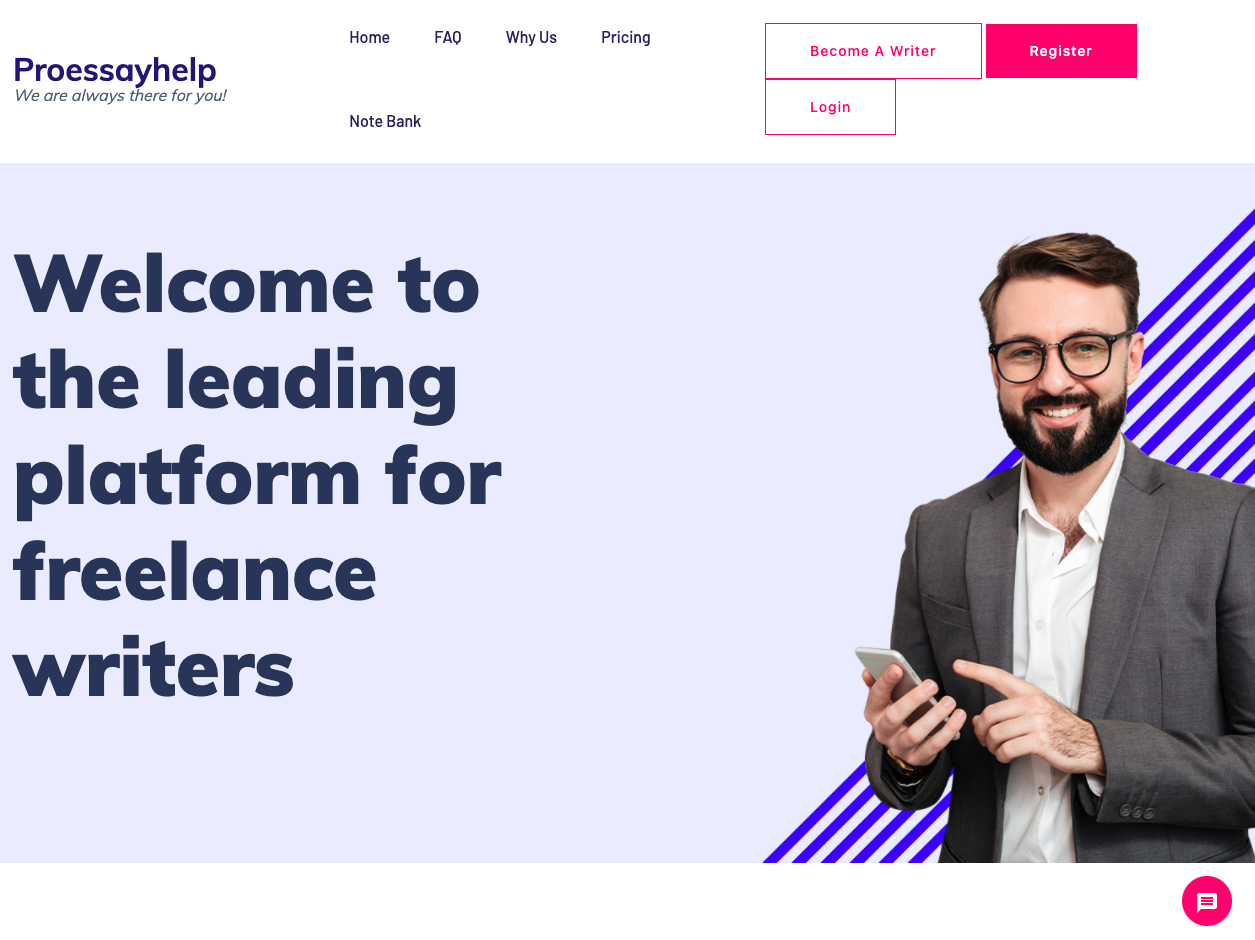 Proessayhelp
We are always there for you!
Home FAQ Why Us Pricing
Note Bank
Become A Writer Register
Login
Welcome to
the leading
platform for
freelance
writers